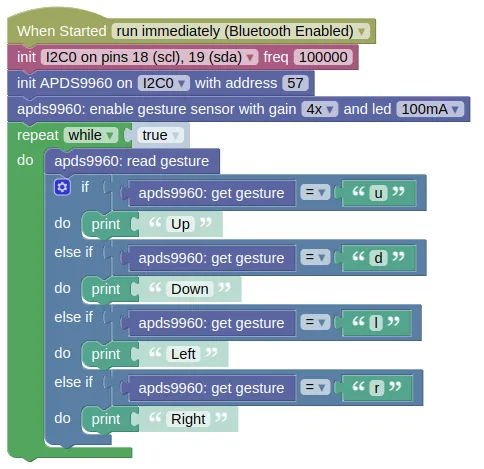 When Started run immediately (Bluetooth Enabled) ▾
init I2C0 on pins 18 (scl), 19 (sda) ▾ freq 100000
init APDS9960 on I2C0 ▾ with address 57
apds9960: enable gesture sensor with gain 4x ▾ and led 100mA ▾
repeat while ▾ true ▾
do apds9960: read gesture
if apds9960: get gesture = ▾ “ u ”
do print “ Up ”
else if apds9960: get gesture = ▾ “ d ”
do print “ Down ”
else if apds9960: get gesture = ▾ “ l ”
do print “ Left ”
else if apds9960: get gesture = ▾ “ r ”
do print “ Right ”